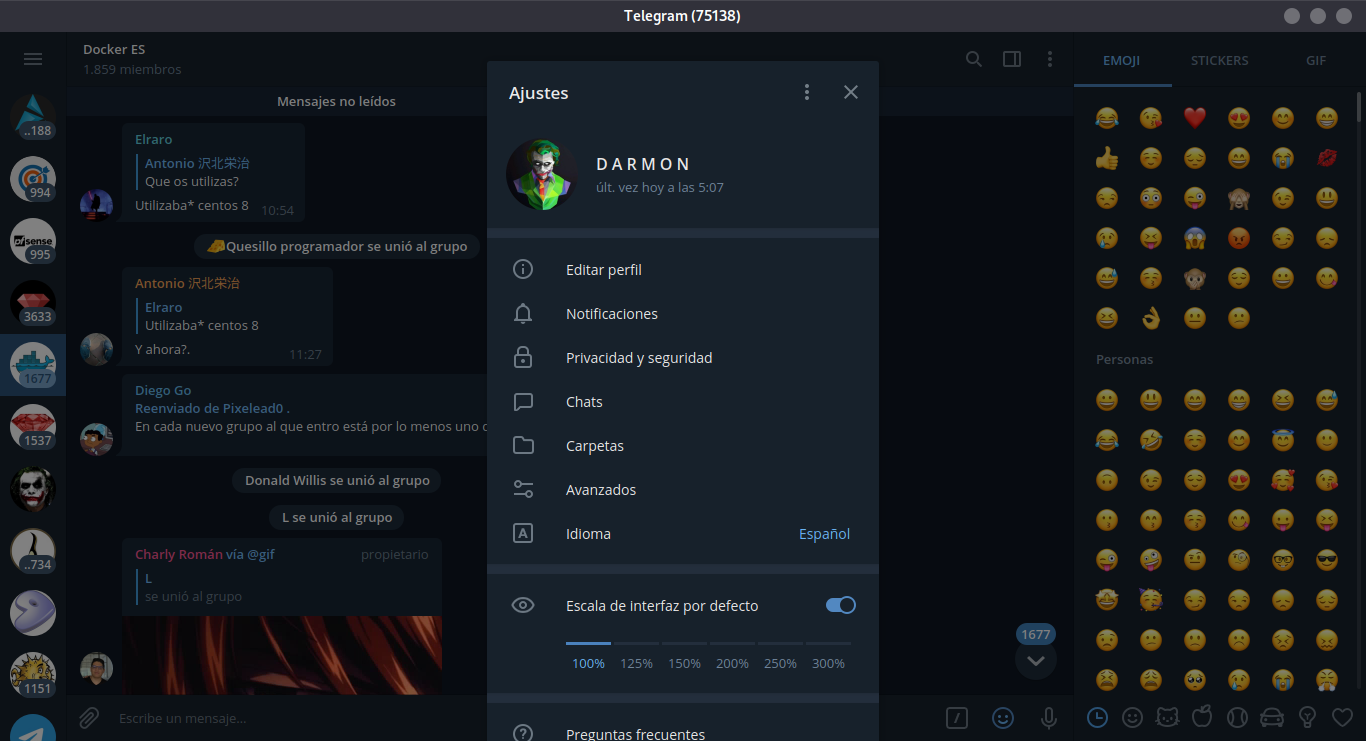 Telegram (75138)
Docker ES
1.859 miembros
EMOJI
STICKERS
GIF
..188
994
pfsense
995
3633
1677
1537
..734
1151
Mensajes no leídos
Elraro
Antonio 沢北栄治
Que os utilizas?
Utilizaba* centos 8 10:54
Quesillo programador se unió al grupo
Antonio 沢北栄治
Elraro
Utilizaba* centos 8
Y ahora?. 11:27
Diego Go
Reenviado de Pixelead0 .
En cada nuevo grupo al que entro está por lo menos uno
Donald Willis se unió al grupo
L se unió al grupo
Charly Román vía @gif propietario
L
se unió al grupo
Escribe un mensaje...
Ajustes
D A R M O N
últ. vez hoy a las 5:07
Editar perfil
Notificaciones
Privacidad y seguridad
Chats
Carpetas
Avanzados
Idioma Español
Escala de interfaz por defecto
100% 125% 150% 200% 250% 300%
Preguntas frecuentes
1677
Personas